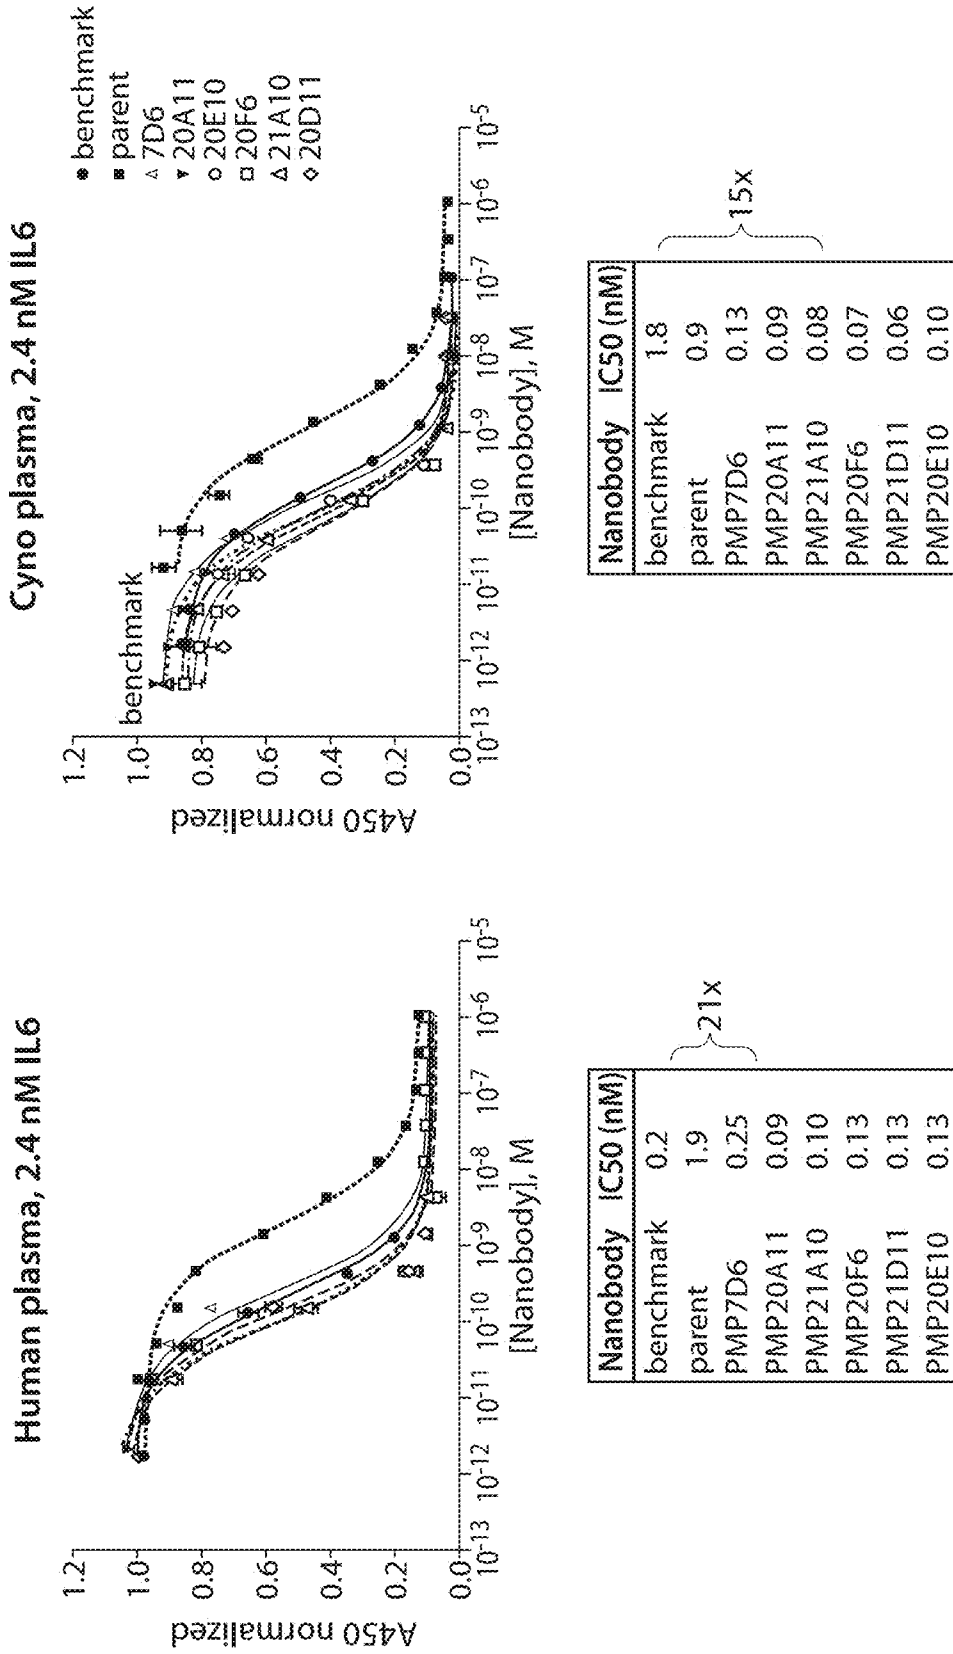 Human plasma, 2.4 nM IL6
A450 normalized
1.2
1.0
0.8
0.6
0.4
0.2
0.0
10-13
10-12
10-11
10-10
10-9
10-8
10-7
10-6
10-5
[Nanobody], M
Nanobody IC50 (nM)
benchmark 0.2
parent 1.9
PMP7D6 0.25
PMP20A11 0.09
PMP21A10 0.10
PMP20F6 0.13
PMP21D11 0.13
PMP20E10 0.13
21x
Cyno plasma, 2.4 nM IL6
benchmark
A450 normalized
1.2
1.0
0.8
0.6
0.4
0.2
0.0
10-13
10-12
10-11
10-10
10-9
10-8
10-7
10-6
10-5
[Nanobody], M
benchmark
parent
7D6
20A11
20E10
20F6
21A10
20D11
Nanobody IC50 (nM)
benchmark 1.8
parent 0.9
PMP7D6 0.13
PMP20A11 0.09
PMP21A10 0.08
PMP20F6 0.07
PMP21D11 0.06
PMP20E10 0.10
15x